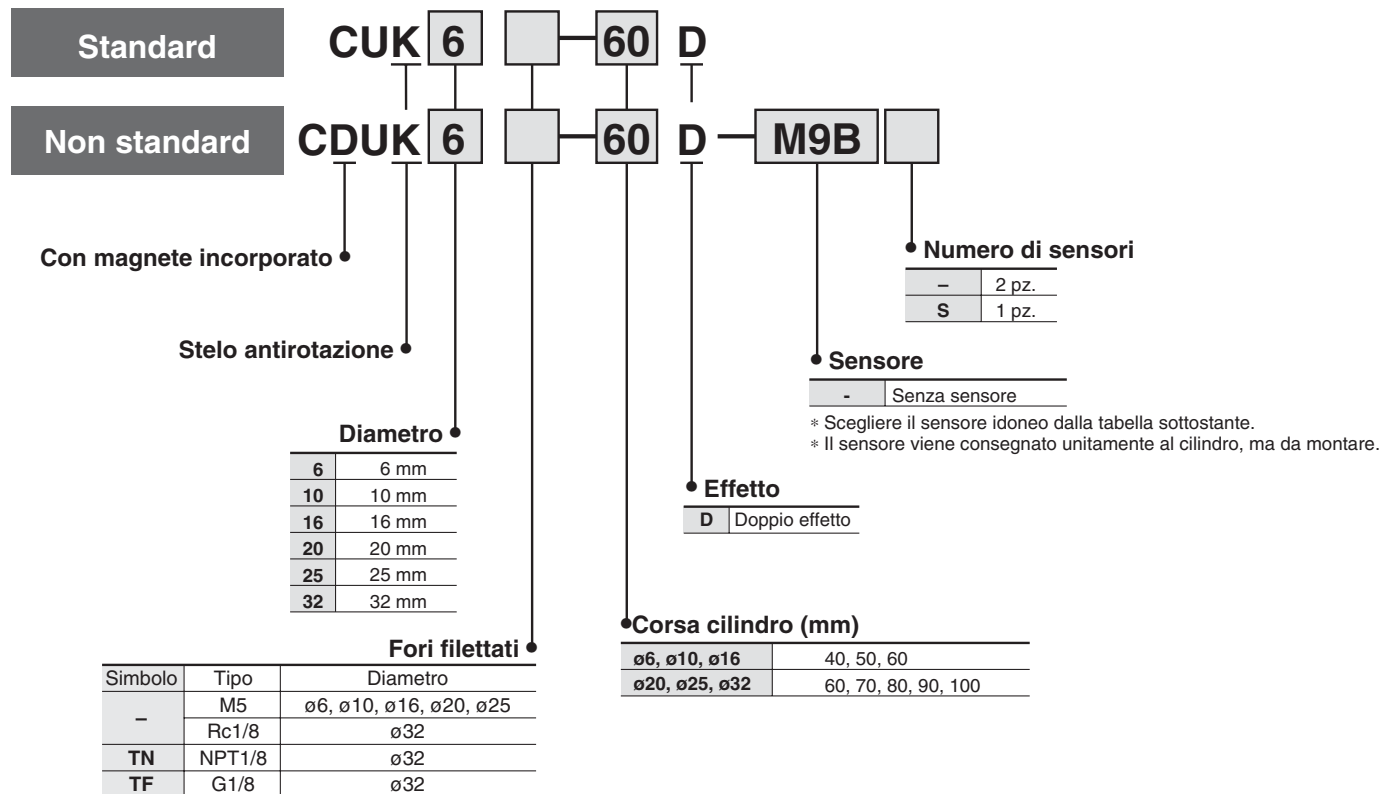 Standard
CUK 6 – 60 D
Non standard
CDUK 6 – 60 D – M9B
Con magnete incorporato
Numero di sensori
– 2 pz.
S 1 pz.
Stelo antirotazione
Sensore
- Senza sensore
* Scegliere il sensore idoneo dalla tabella sottostante.
* Il sensore viene consegnato unitamente al cilindro, ma da montare.
Diametro
6 6 mm
10 10 mm
16 16 mm
20 20 mm
25 25 mm
32 32 mm
Effetto
D Doppio effetto
Corsa cilindro (mm)
ø6, ø10, ø16 40, 50, 60
ø20, ø25, ø32 60, 70, 80, 90, 100
Fori filettati
Simbolo Tipo Diametro
– M5 ø6, ø10, ø16, ø20, ø25
Rc1/8 ø32
TN NPT1/8 ø32
TF G1/8 ø32